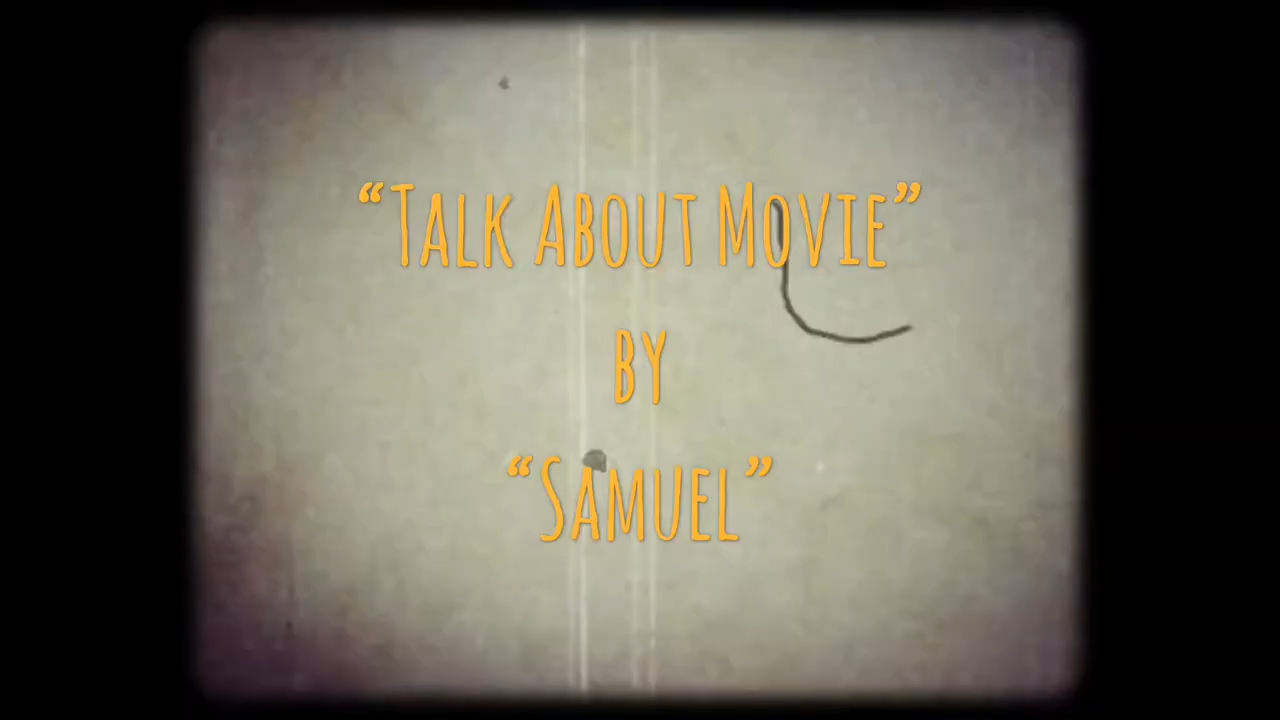 “Talk About Movie”
by
“Samuel”